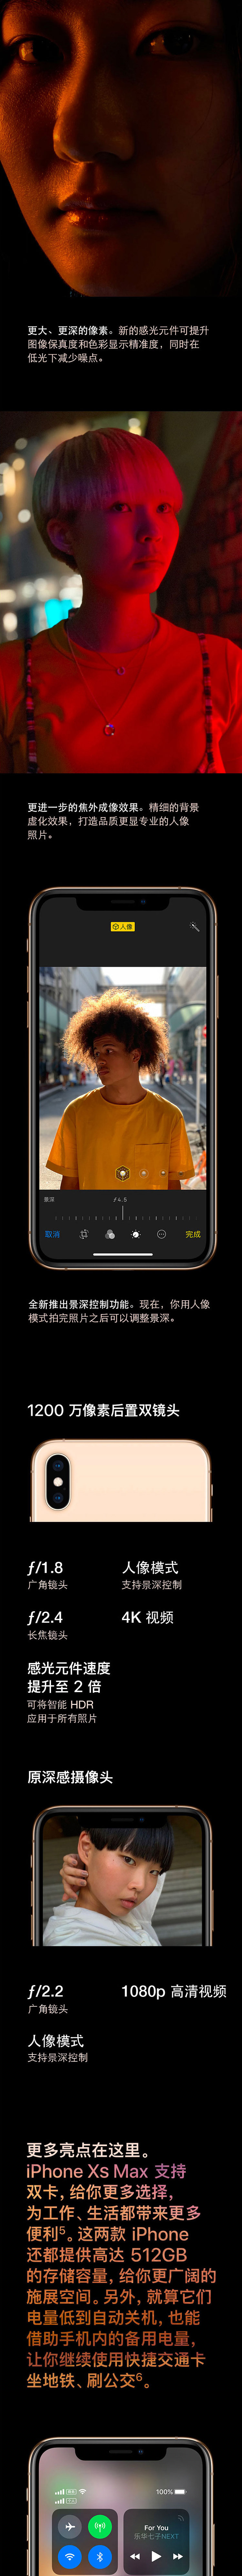 更大、更深的像素。新的感光元件可提升
图像保真度和色彩显示精准度，同时在
低光下减少噪点。
更进一步的焦外成像效果。精细的背景
虚化效果，打造品质更显专业的人像
照片。
人像
景深
ƒ4.5
取消
完成
全新推出景深控制功能。现在，你用人像
模式拍完照片之后可以调整景深。
1200 万像素后置双镜头
ƒ/1.8
广角镜头
人像模式
支持景深控制
ƒ/2.4
长焦镜头
4K 视频
感光元件速度
提升至 2 倍
可将智能 HDR
应用于所有照片
原深感摄像头
ƒ/2.2
广角镜头
1080p 高清视频
人像模式
支持景深控制
更多亮点在这里。
iPhone Xs Max 支持
双卡，给你更多选择，
为工作、生活都带来更多
便利⁵。这两款 iPhone
还都提供高达 512GB
的存储容量，给你更广阔的
施展空间。另外，就算它们
电量低到自动关机，也能
借助手机内的备用电量，
让你继续使用快捷交通卡
坐地铁、刷公交⁶。
100%
For You
乐华七子NEXT